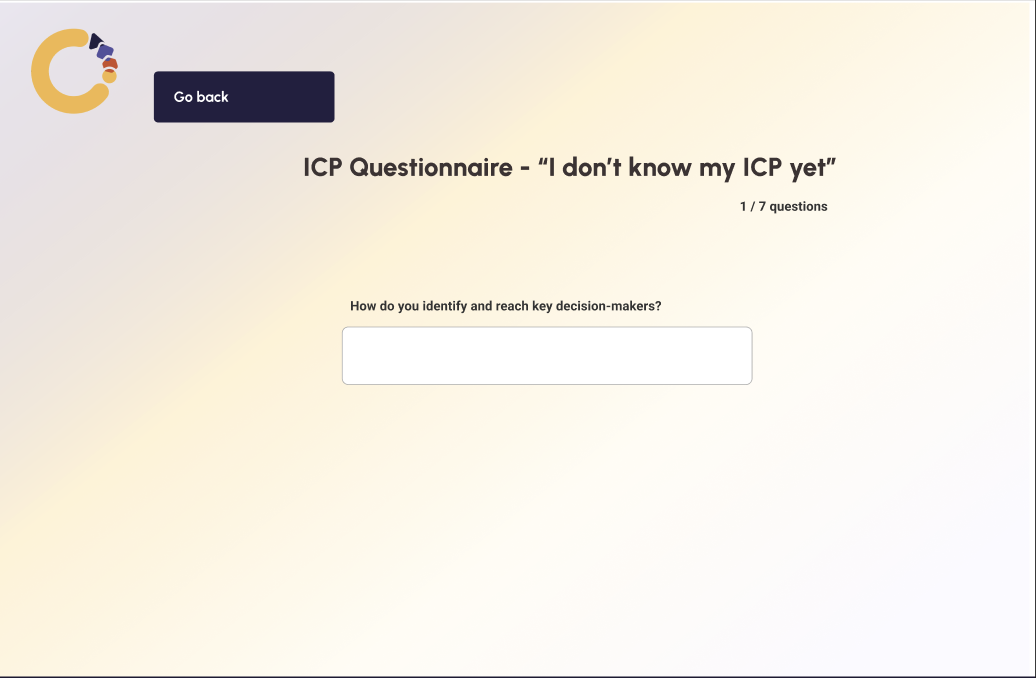 Go back
ICP Questionnaire - “I don’t know my ICP yet”
1 / 7 questions
How do you identify and reach key decision-makers?